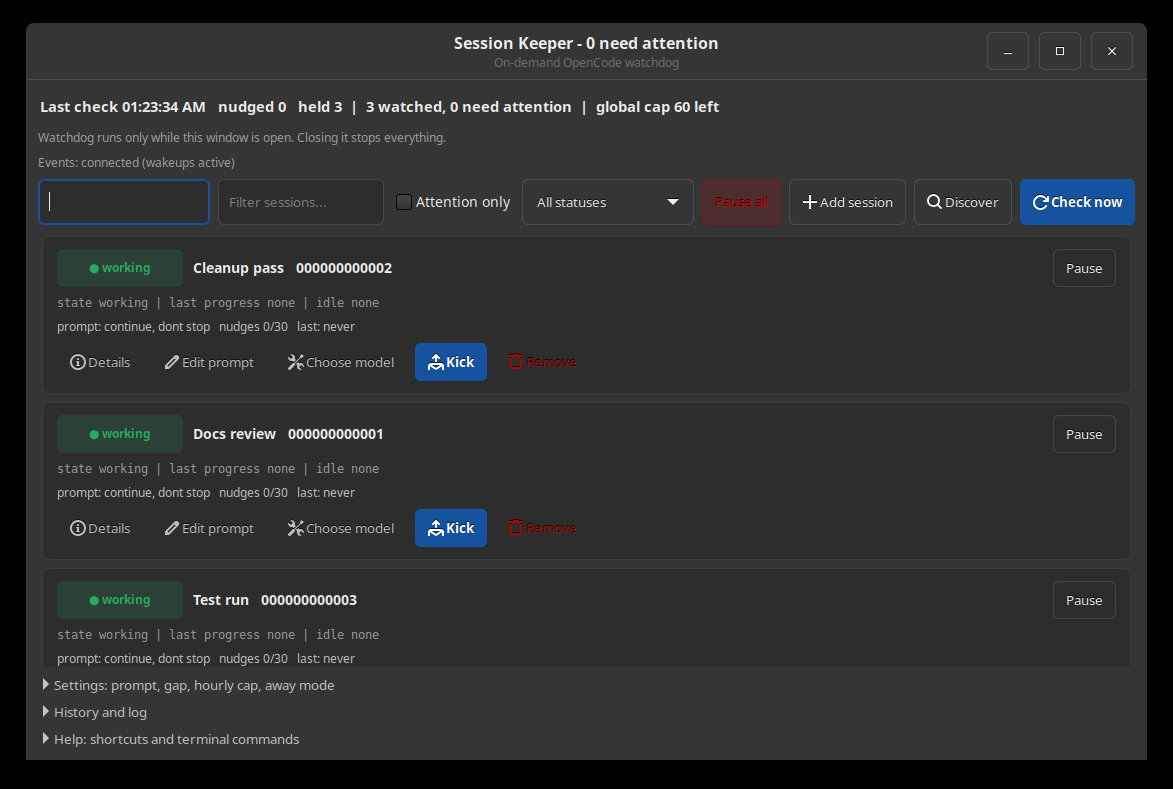 Session Keeper - 0 need attention
On-demand OpenCode watchdog
Last check 01:23:34 AM nudged 0 held 3 | 3 watched, 0 need attention | global cap 60 left
Watchdog runs only while this window is open. Closing it stops everything.
Events: connected (wakeups active)
Filter sessions... Attention only All statuses Pause all Add session Discover Check now
working Cleanup pass 000000000002 Pause
state working | last progress none | idle none
prompt: continue, dont stop nudges 0/30 last: never
Details Edit prompt Choose model Kick Remove
working Docs review 000000000001 Pause
state working | last progress none | idle none
prompt: continue, dont stop nudges 0/30 last: never
Details Edit prompt Choose model Kick Remove
working Test run 000000000003 Pause
state working | last progress none | idle none
prompt: continue, dont stop nudges 0/30 last: never
Settings: prompt, gap, hourly cap, away mode
History and log
Help: shortcuts and terminal commands